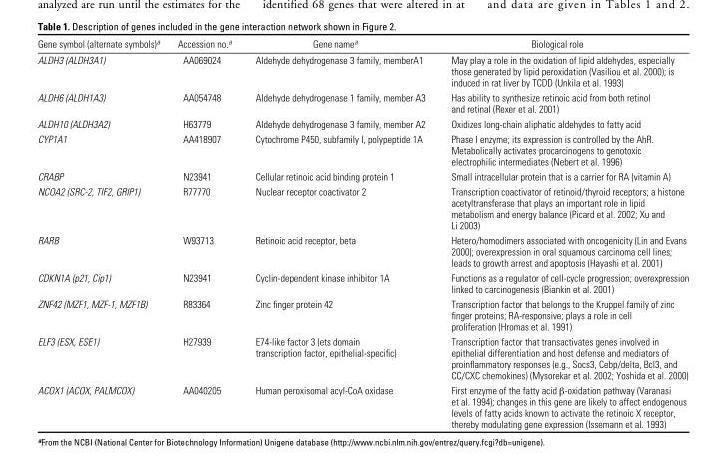 analyzed are run until the estimates for the identified 68 genes that were altered in at and data are given in Tables 1 and 2.
Table 1. Description of genes included in the gene interaction network shown in Figure 2.
Gene symbol (alternate symbols)a Accession no.a Gene namea Biological role
ALDH3 (ALDH3A1) AA069024 Aldehyde dehydrogenase 3 family, memberA1 May play a role in the oxidation of lipid aldehydes, especially
those generated by lipid peroxidation (Vasiliou et al. 2000); is
induced in rat liver by TCDD (Unkila et al. 1993)
ALDH6 (ALDH1A3) AA054748 Aldehyde dehydrogenase 1 family, member A3 Has ability to synthesize retinoic acid from both retinol
and retinal (Rexer et al. 2001)
ALDH10 (ALDH3A2) H63779 Aldehyde dehydrogenase 3 family, member A2 Oxidizes long-chain aliphatic aldehydes to fatty acid
CYP1A1 AA418907 Cytochrome P450, subfamily I, polypeptide 1A Phase I enzyme; its expression is controlled by the AhR.
Metabolically activates procarcinogens to genotoxic
electrophilic intermediates (Nebert et al. 1996)
CRABP N23941 Cellular retinoic acid binding protein 1 Small intracellular protein that is a carrier for RA (vitamin A)
NCOA2 (SRC-2, TIF2, GRIP1) R77770 Nuclear receptor coactivator 2 Transcription coactivator of retinoid/thyroid receptors; a histone
acetyltransferase that plays an important role in lipid
metabolism and energy balance (Picard et al. 2002; Xu and
Li 2003)
RARB W93713 Retinoic acid receptor, beta Hetero/homodimers associated with oncogenicity (Lin and Evans
2000); overexpression in oral squamous carcinoma cell lines;
leads to growth arrest and apoptosis (Hayashi et al. 2001)
CDKN1A (p21, Cip1) N23941 Cyclin-dependent kinase inhibitor 1A Functions as a regulator of cell-cycle progression; overexpression
linked to carcinogenesis (Biankin et al. 2001)
ZNF42 (MZF1, MZF-1, MZF1B) R83364 Zinc finger protein 42 Transcription factor that belongs to the Kruppel family of zinc
finger proteins; RA-responsive; plays a role in cell
proliferation (Hromas et al. 1991)
ELF3 (ESX, ESE1) H27939 E74-like factor 3 (ets domain Transcription factor that transactivates genes involved in
transcription factor, epithelial-specific) epithelial differentiation and host defense and mediators of
proinflammatory responses (e.g., Socs3, Cebp/delta, Bcl3, and
CC/CXC chemokines) (Mysorekar et al. 2002; Yoshida et al. 2000)
ACOX1 (ACOX, PALMCOX) AA040205 Human peroxisomal acyl-CoA oxidase First enzyme of the fatty acid β-oxidation pathway (Varanasi
et al. 1994); changes in this gene are likely to affect endogenous
levels of fatty acids known to activate the retinoic X receptor,
thereby modulating gene expression (Issemann et al. 1993)
aFrom the NCBI (National Center for Biotechnology Information) Unigene database (http://www.ncbi.nlm.nih.gov/entrez/query.fcgi?db=unigene).